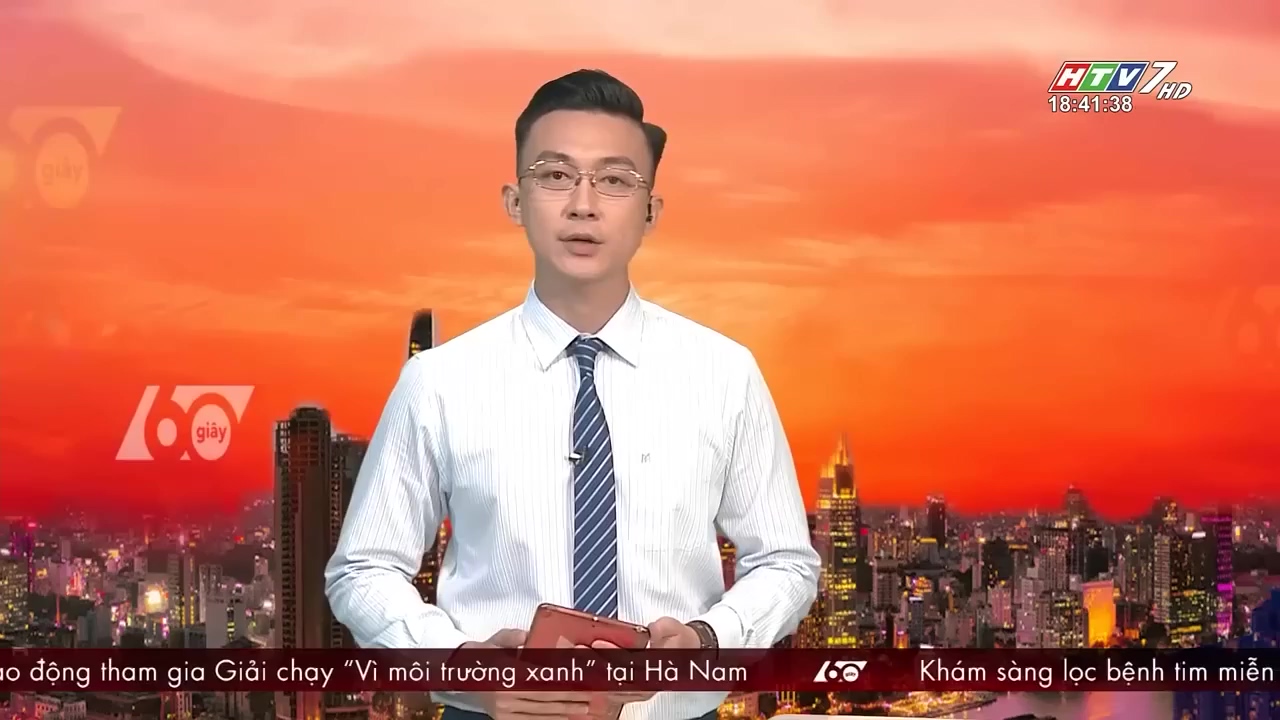 HTV7 HD
18:41:38
giây
60 giây
ao động tham gia Giải chạy “Vì môi trường xanh” tại Hà Nam 60 giây Khám sàng lọc bệnh tim miễn